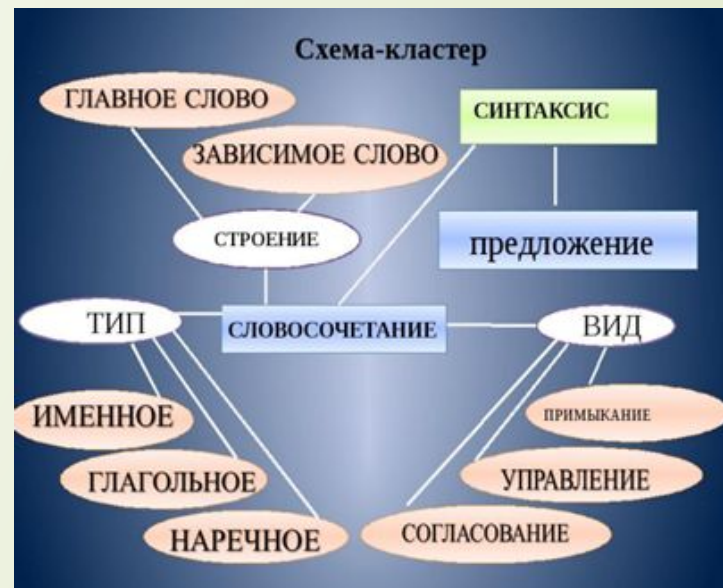 Схема-кластер
ГЛАВНОЕ СЛОВО
СИНТАКСИС
ЗАВИСИМОЕ СЛОВО
СТРОЕНИЕ
предложение
ТИП
СЛОВОСОЧЕТАНИЕ
ВИД
ИМЕННОЕ
ПРИМЫКАНИЕ
ГЛАГОЛЬНОЕ
УПРАВЛЕНИЕ
НАРЕЧНОЕ
СОГЛАСОВАНИЕ